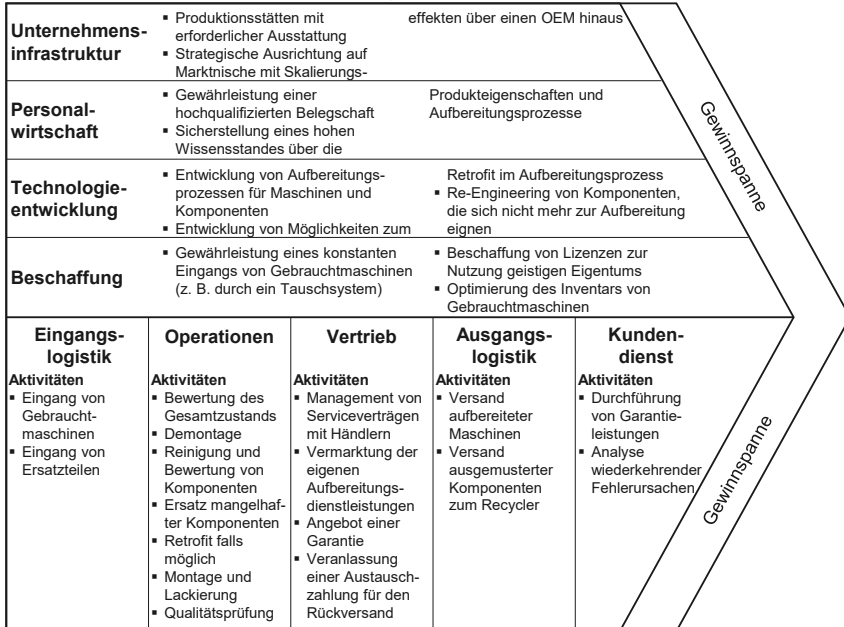 Unternehmens-
infrastruktur
▪ Produktionsstätten mit
erforderlicher Ausstattung
▪ Strategische Ausrichtung auf
Marktnische mit Skalierungs-
effekten über einen OEM hinaus
Personal-
wirtschaft
▪ Gewährleistung einer
hochqualifizierten Belegschaft
▪ Sicherstellung eines hohen
Wissensstandes über die
Produkteigenschaften und
Aufbereitungsprozesse
Technologie-
entwicklung
▪ Entwicklung von Aufbereitungs-
prozessen für Maschinen und
Komponenten
▪ Entwicklung von Möglichkeiten zum
Retrofit im Aufbereitungsprozess
▪ Re-Engineering von Komponenten,
die sich nicht mehr zur Aufbereitung
eignen
Beschaffung
▪ Gewährleistung eines konstanten
Eingangs von Gebrauchtmaschinen
(z. B. durch ein Tauschsystem)
▪ Beschaffung von Lizenzen zur
Nutzung geistigen Eigentums
▪ Optimierung des Inventars von
Gebrauchtmaschinen
Gewinnspanne
Eingangs-
logistik
Aktivitäten
▪ Eingang von
Gebraucht-
maschinen
▪ Eingang von
Ersatzteilen
Operationen
Aktivitäten
▪ Bewertung des
Gesamtzustands
▪ Demontage
▪ Reinigung und
Bewertung von
Komponenten
▪ Ersatz mangelhaf-
ter Komponenten
▪ Retrofit falls
möglich
▪ Montage und
Lackierung
▪ Qualitätsprüfung
Vertrieb
Aktivitäten
▪ Management von
Serviceverträgen
mit Händlern
▪ Vermarktung der
eigenen
Aufbereitungs-
dienstleistungen
▪ Angebot einer
Garantie
▪ Veranlassung
einer Austausch-
zahlung für den
Rückversand
Ausgangs-
logistik
Aktivitäten
▪ Versand
aufbereiteter
Maschinen
▪ Versand
ausgemusterter
Komponenten
zum Recycler
Kunden-
dienst
Aktivitäten
▪ Durchführung
von Garantie-
leistungen
▪ Analyse
wiederkehrender
Fehlerursachen
Gewinnspanne